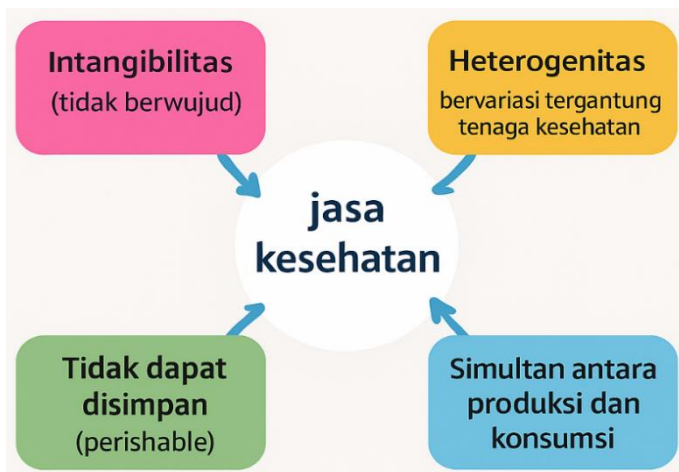 Intangibilitas
(tidak berwujud)
Heterogenitas
bervariasi tergantung
tenaga kesehatan
jasa
kesehatan
Tidak dapat
disimpan
(perishable)
Simultan antara
produksi dan
konsumsi